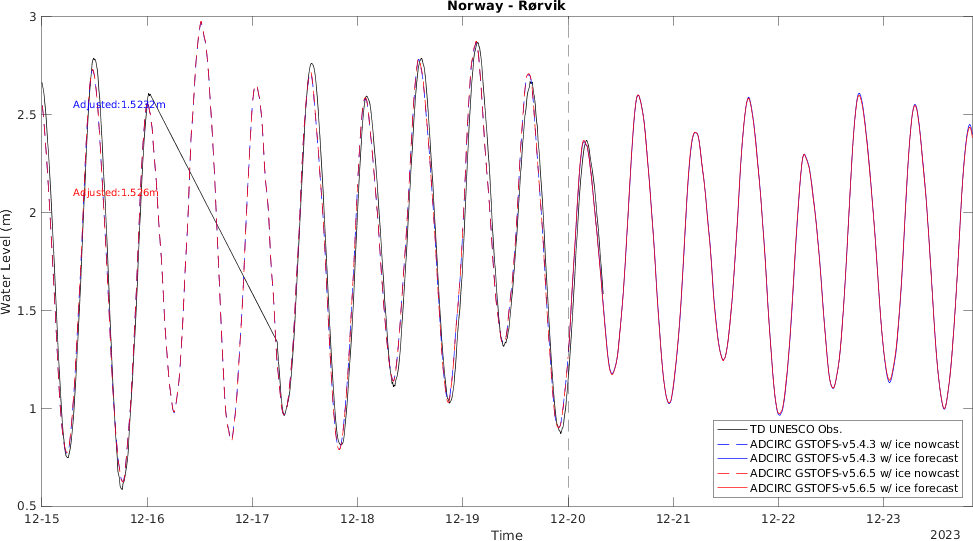 Norway - Rørvik
3
2.5
2
1.5
1
0.5
Water Level (m)
Adjusted:1.5232m
Adjusted:1.526m
TD UNESCO Obs.
ADCIRC GSTOFS-v5.4.3 w/ ice nowcast
ADCIRC GSTOFS-v5.4.3 w/ ice forecast
ADCIRC GSTOFS-v5.6.5 w/ ice nowcast
ADCIRC GSTOFS-v5.6.5 w/ ice forecast
12-15 12-16 12-17 12-18 12-19 12-20 12-21 12-22 12-23
Time
2023